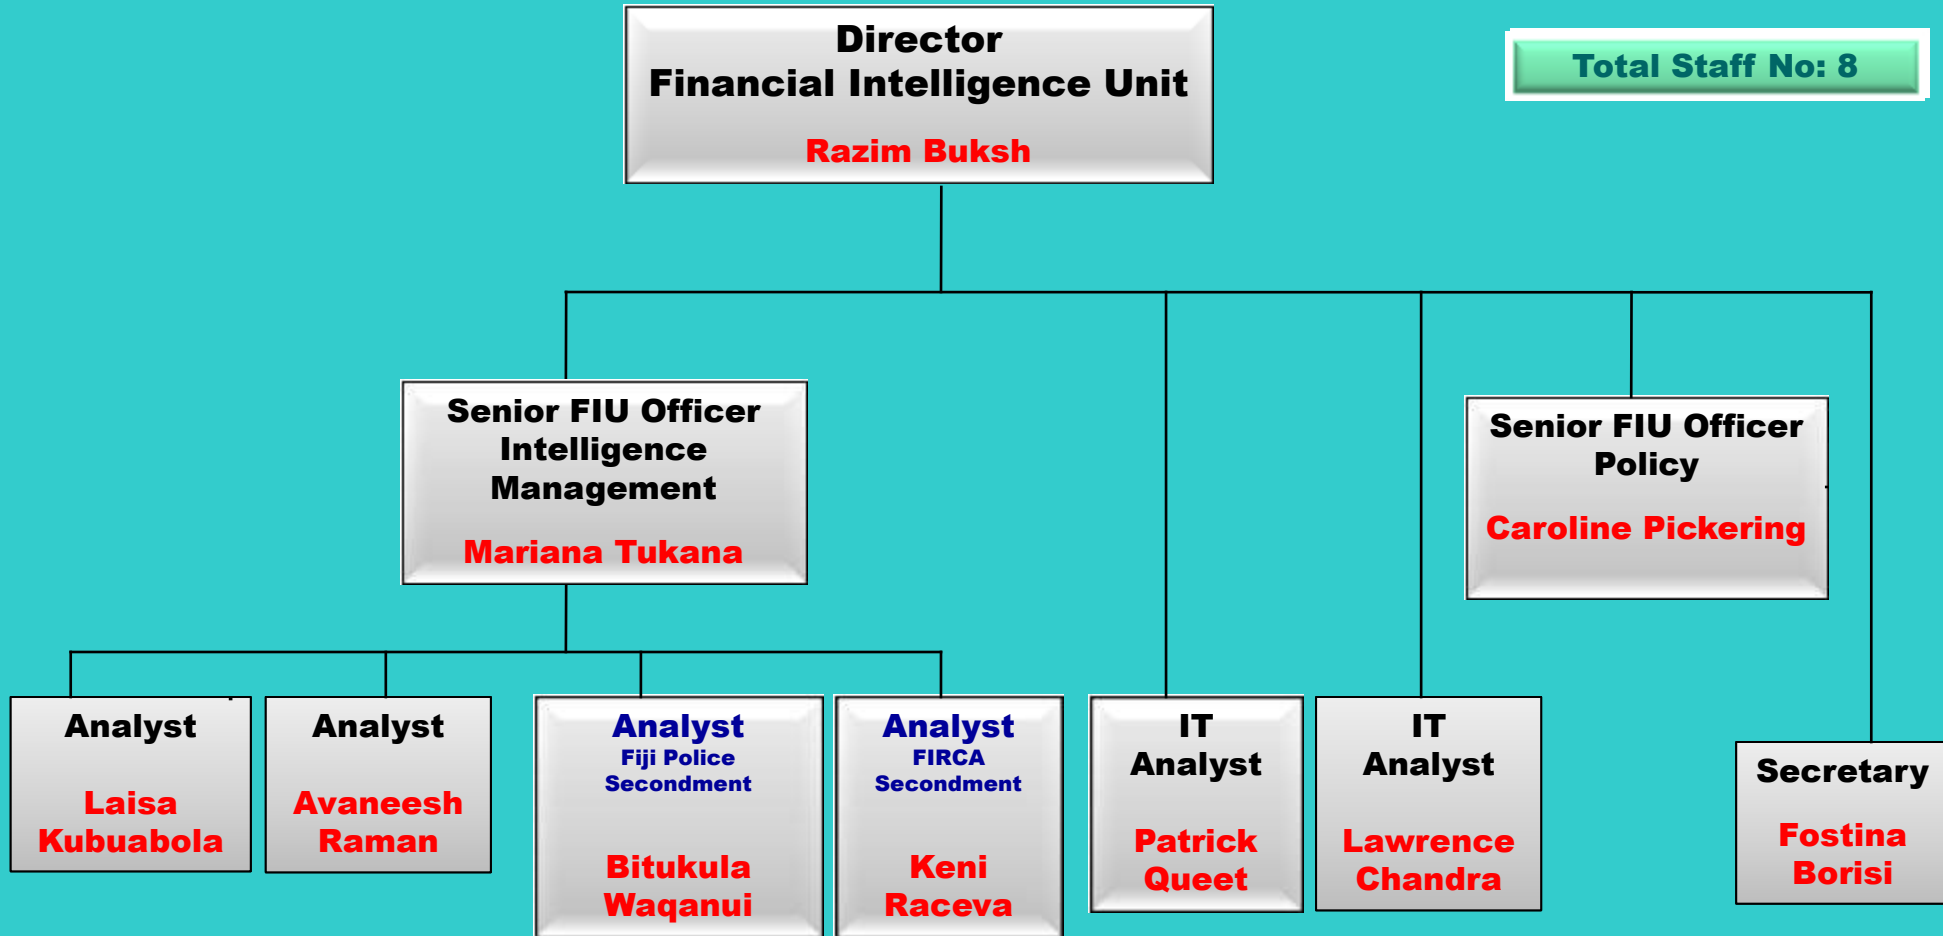 Director
Financial Intelligence Unit
Razim Buksh
Total Staff No: 8
Senior FIU Officer
Intelligence
Management
Mariana Tukana
Senior FIU Officer
Policy
Caroline Pickering
Analyst
Laisa
Kubuabola
Analyst
Avaneesh
Raman
Analyst
Fiji Police
Secondment
Bitukula
Waqanui
Analyst
FIRCA
Secondment
Keni
Raceva
IT
Analyst
Patrick
Queet
IT
Analyst
Lawrence
Chandra
Secretary
Fostina
Borisi